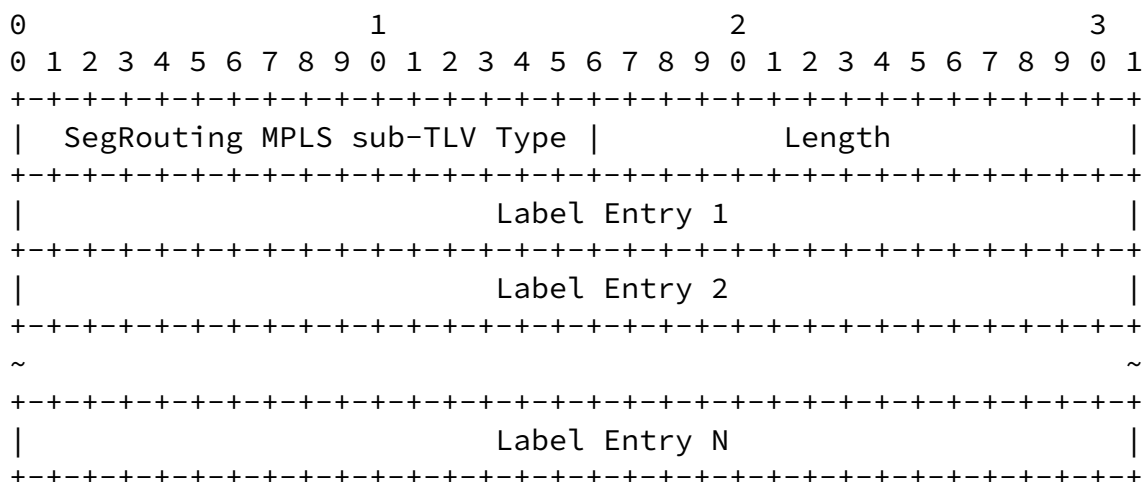 0                   1                   2                   3
0 1 2 3 4 5 6 7 8 9 0 1 2 3 4 5 6 7 8 9 0 1 2 3 4 5 6 7 8 9 0 1
+-+-+-+-+-+-+-+-+-+-+-+-+-+-+-+-+-+-+-+-+-+-+-+-+-+-+-+-+-+-+-+
|  SegRouting MPLS sub-TLV Type |          Length             |
+-+-+-+-+-+-+-+-+-+-+-+-+-+-+-+-+-+-+-+-+-+-+-+-+-+-+-+-+-+-+-+
|                          Label Entry 1                      |
+-+-+-+-+-+-+-+-+-+-+-+-+-+-+-+-+-+-+-+-+-+-+-+-+-+-+-+-+-+-+-+
|                          Label Entry 2                      |
+-+-+-+-+-+-+-+-+-+-+-+-+-+-+-+-+-+-+-+-+-+-+-+-+-+-+-+-+-+-+-+
~                                                             ~
+-+-+-+-+-+-+-+-+-+-+-+-+-+-+-+-+-+-+-+-+-+-+-+-+-+-+-+-+-+-+-+
|                          Label Entry N                      |
+-+-+-+-+-+-+-+-+-+-+-+-+-+-+-+-+-+-+-+-+-+-+-+-+-+-+-+-+-+-+-+